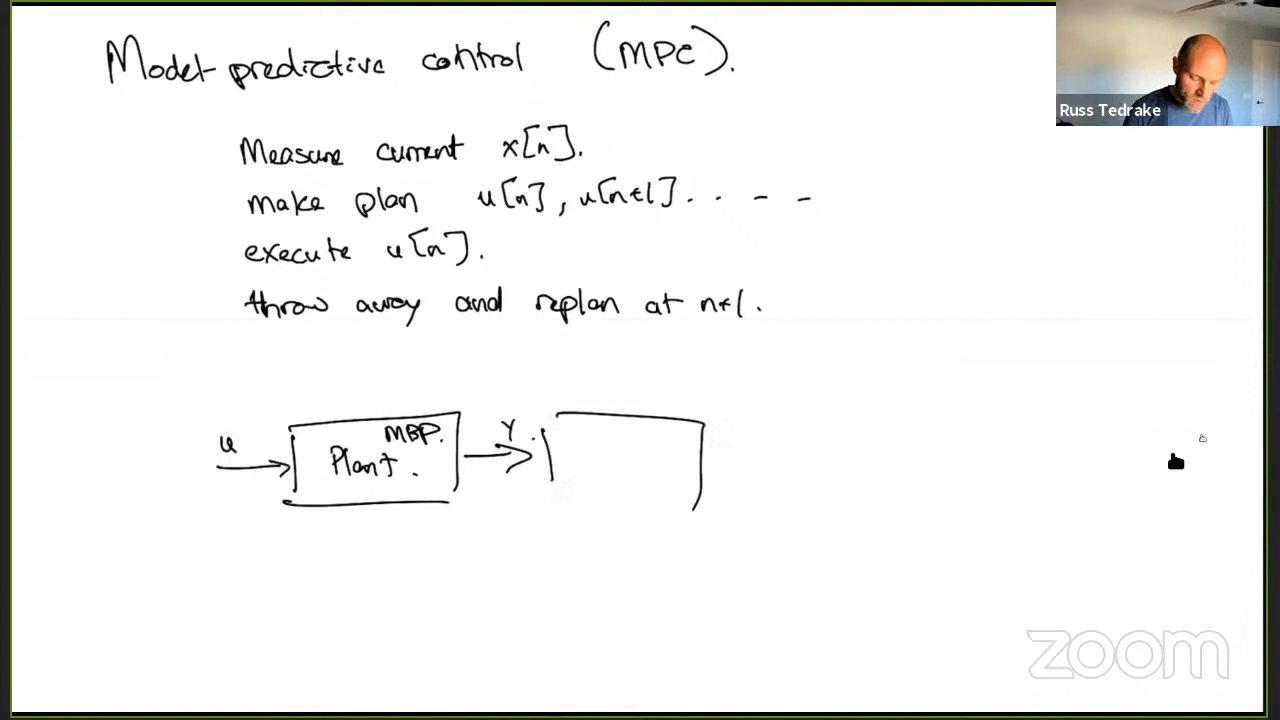 Model-predictive control (MPC).
Russ Tedrake
Measure current x[n].
make plan u[n], u[n+1] . . - -
execute u[n].
throw away and replan at n+1.
u
MBP.
Plant.
y
zoom